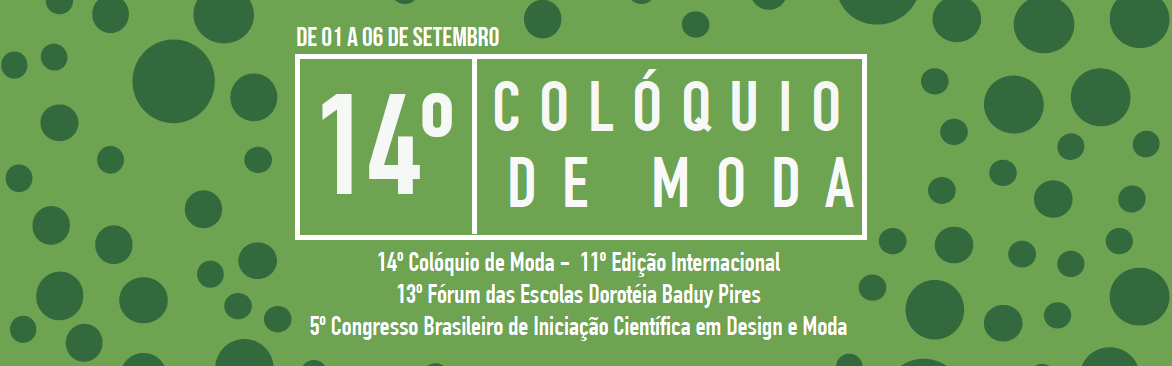 DE 01 A 06 DE SETEMBRO
14º
COLÓQUIO
DE MODA
14º Colóquio de Moda - 11º Edição Internacional
13º Fórum das Escolas Dorotéia Baduy Pires
5º Congresso Brasileiro de Iniciação Científica em Design e Moda